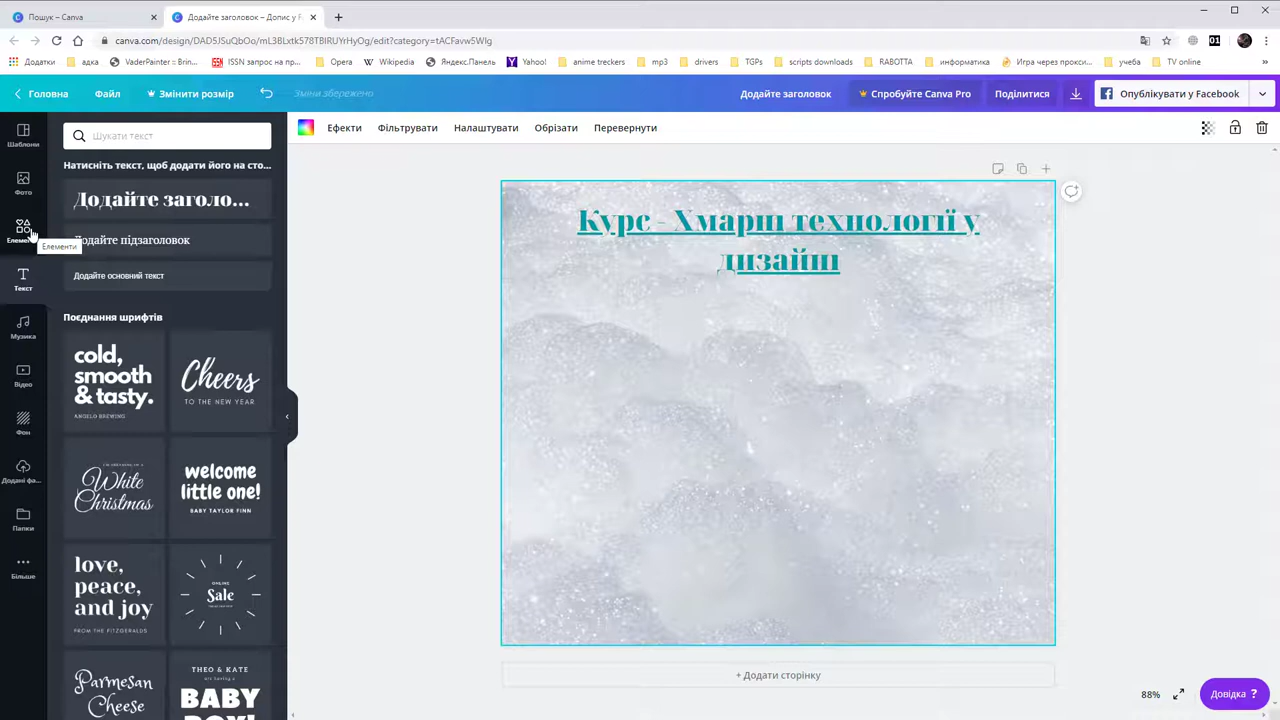 Пошук – Canva
Додайте заголовок – Допис у F
canva.com/design/DAD5JSuQbOo/mL3BLxtk578TBIRUYrHyOg/edit?category=tACFavw5WIg
Додатки
адка
VaderPainter :: Brin...
ISSN запрос на пр...
Opera
Wikipedia
Яндекс.Панель
Yahoo!
anime treckers
mp3
drivers
TGPs
scripts downloads
RABOTTA
информатика
Игра через прокси...
учеба
TV online
Головна
Файл
Змінити розмір
Зміни збережено
Додайте заголовок
Спробуйте Canva Pro
Поділитися
Опублікувати у Facebook
Шаблони
Фото
Елементи
Текст
Музика
Відео
Фон
Додані фа...
Папки
Більше
Шукати текст
Натисніть текст, щоб додати його на сто...
Додайте заголо...
Додайте підзаголовок
Додайте основний текст
Поєднання шрифтів
cold,
smooth
& tasty.
ANGELO BREWING
Cheers
TO THE NEW YEAR
White
Christmas
welcome
little one!
BABY TAYLOR FINN
love,
peace,
and joy
FROM THE FITZGERALDS
ONLINE
Sale
Parmesan
Cheese
THEO & KATE
BABY
BOY!
Ефекти
Фільтрувати
Налаштувати
Обрізати
Перевернути
Курс - Хмарні технології у
дизайні
+ Додати сторінку
88%
Довідка ?